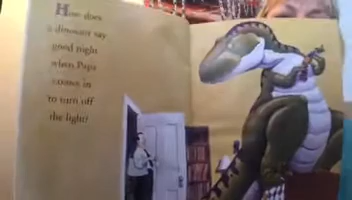 How does
a dinosaur say
good night
when Papa
comes in
to turn off
the light?